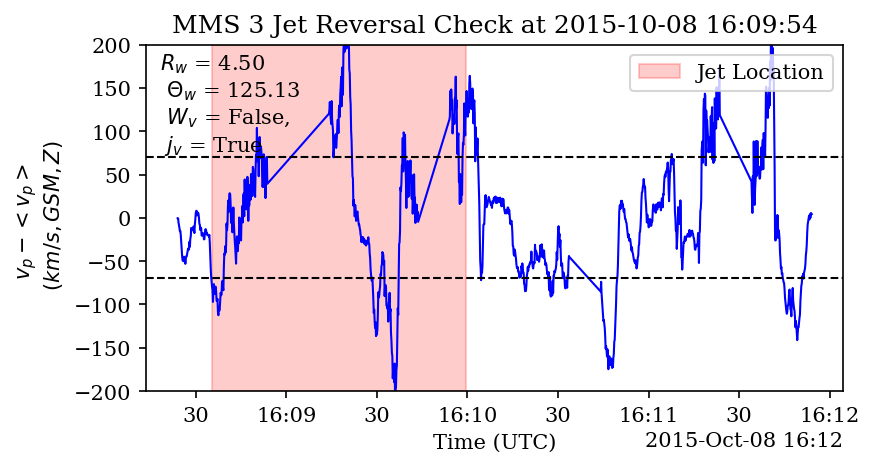 MMS 3 Jet Reversal Check at 2015-10-08 16:09:54
R_w = 4.50
Θ_w = 125.13
W_v = False,
j_v = True
Jet Location
v_p − < v_p >
(km/s, GSM, Z)
200
150
100
50
0
−50
−100
−150
−200
30 16:09 30 16:10 30 16:11 30 16:12
Time (UTC)
2015-Oct-08 16:12